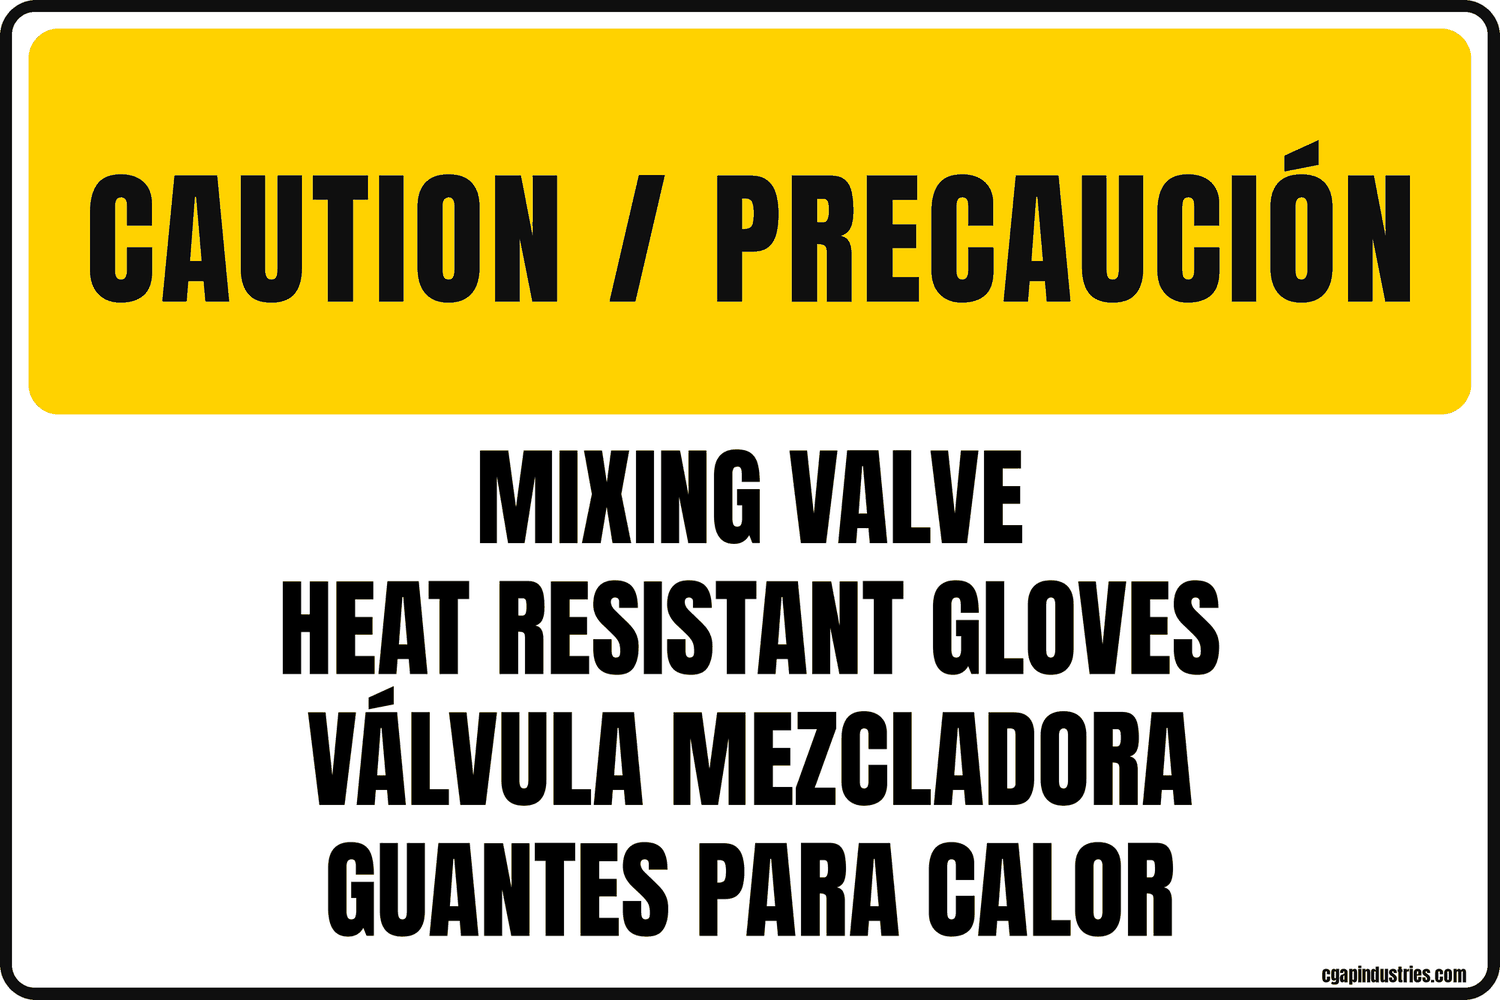 CAUTION / PRECAUCIÓN
MIXING VALVE
HEAT RESISTANT GLOVES
VÁLVULA MEZCLADORA
GUANTES PARA CALOR
cgapindustries.com